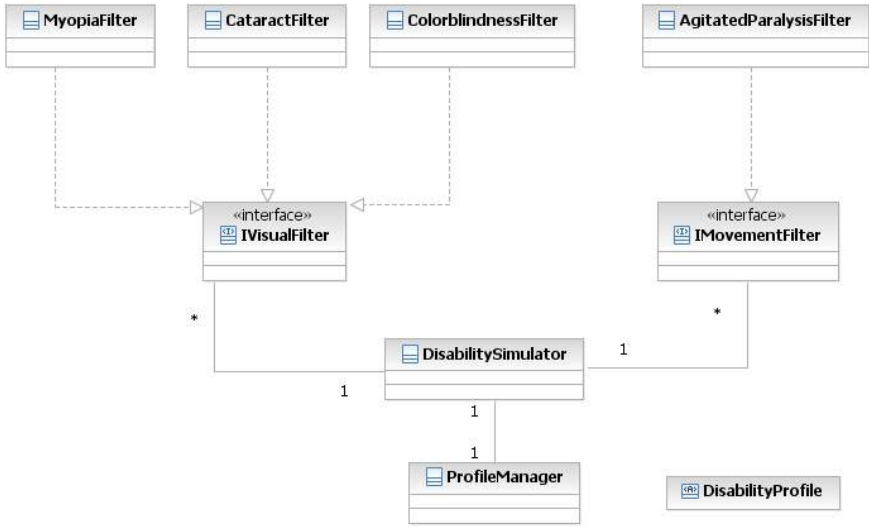 MyopiaFilter
CataractFilter
ColorblindnessFilter
AgitatedParalysisFilter
«interface»
IVisualFilter
«interface»
IMovementFilter
*
*
DisabilitySimulator
1
1
1
1
ProfileManager
DisabilityProfile